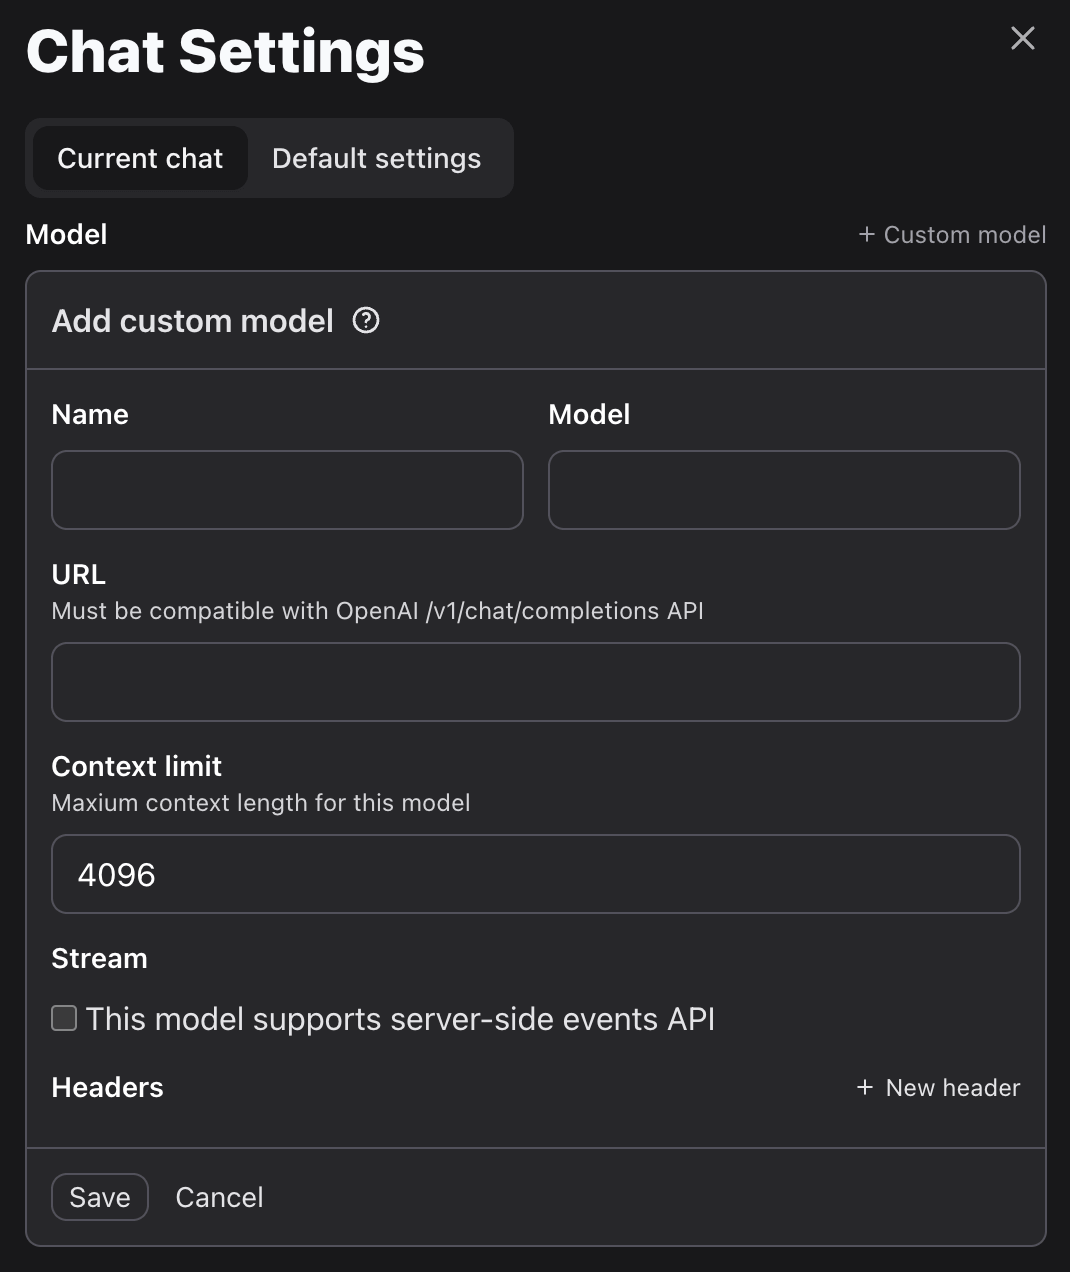 Chat Settings
Current chat Default settings
Model + Custom model
Add custom model
Name Model
URL
Must be compatible with OpenAI /v1/chat/completions API
Context limit
Maxium context length for this model
4096
Stream
This model supports server-side events API
Headers + New header
Save Cancel